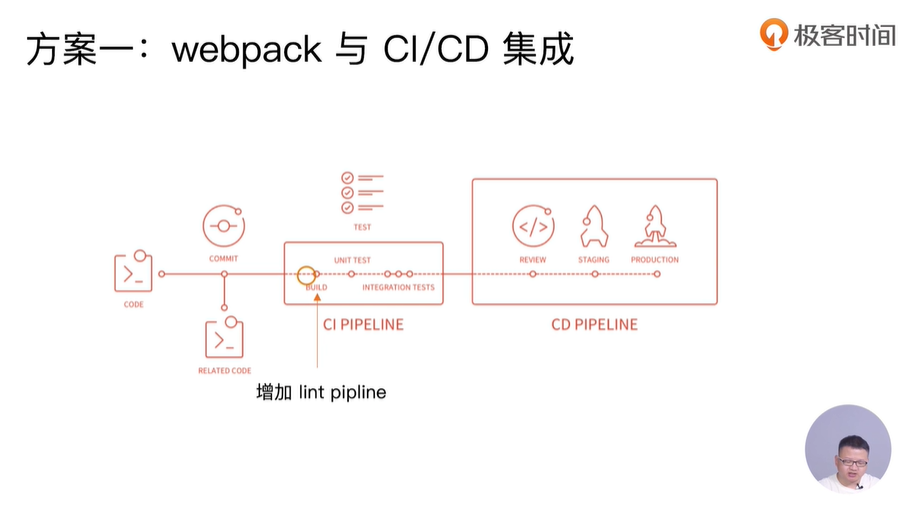 方案一：webpack 与 CI/CD 集成
极客时间
TEST
COMMIT
UNIT TEST
REVIEW
STAGING
PRODUCTION
CODE
BUILD
INTEGRATION TESTS
CI PIPELINE
CD PIPELINE
RELATED CODE
增加 lint pipline